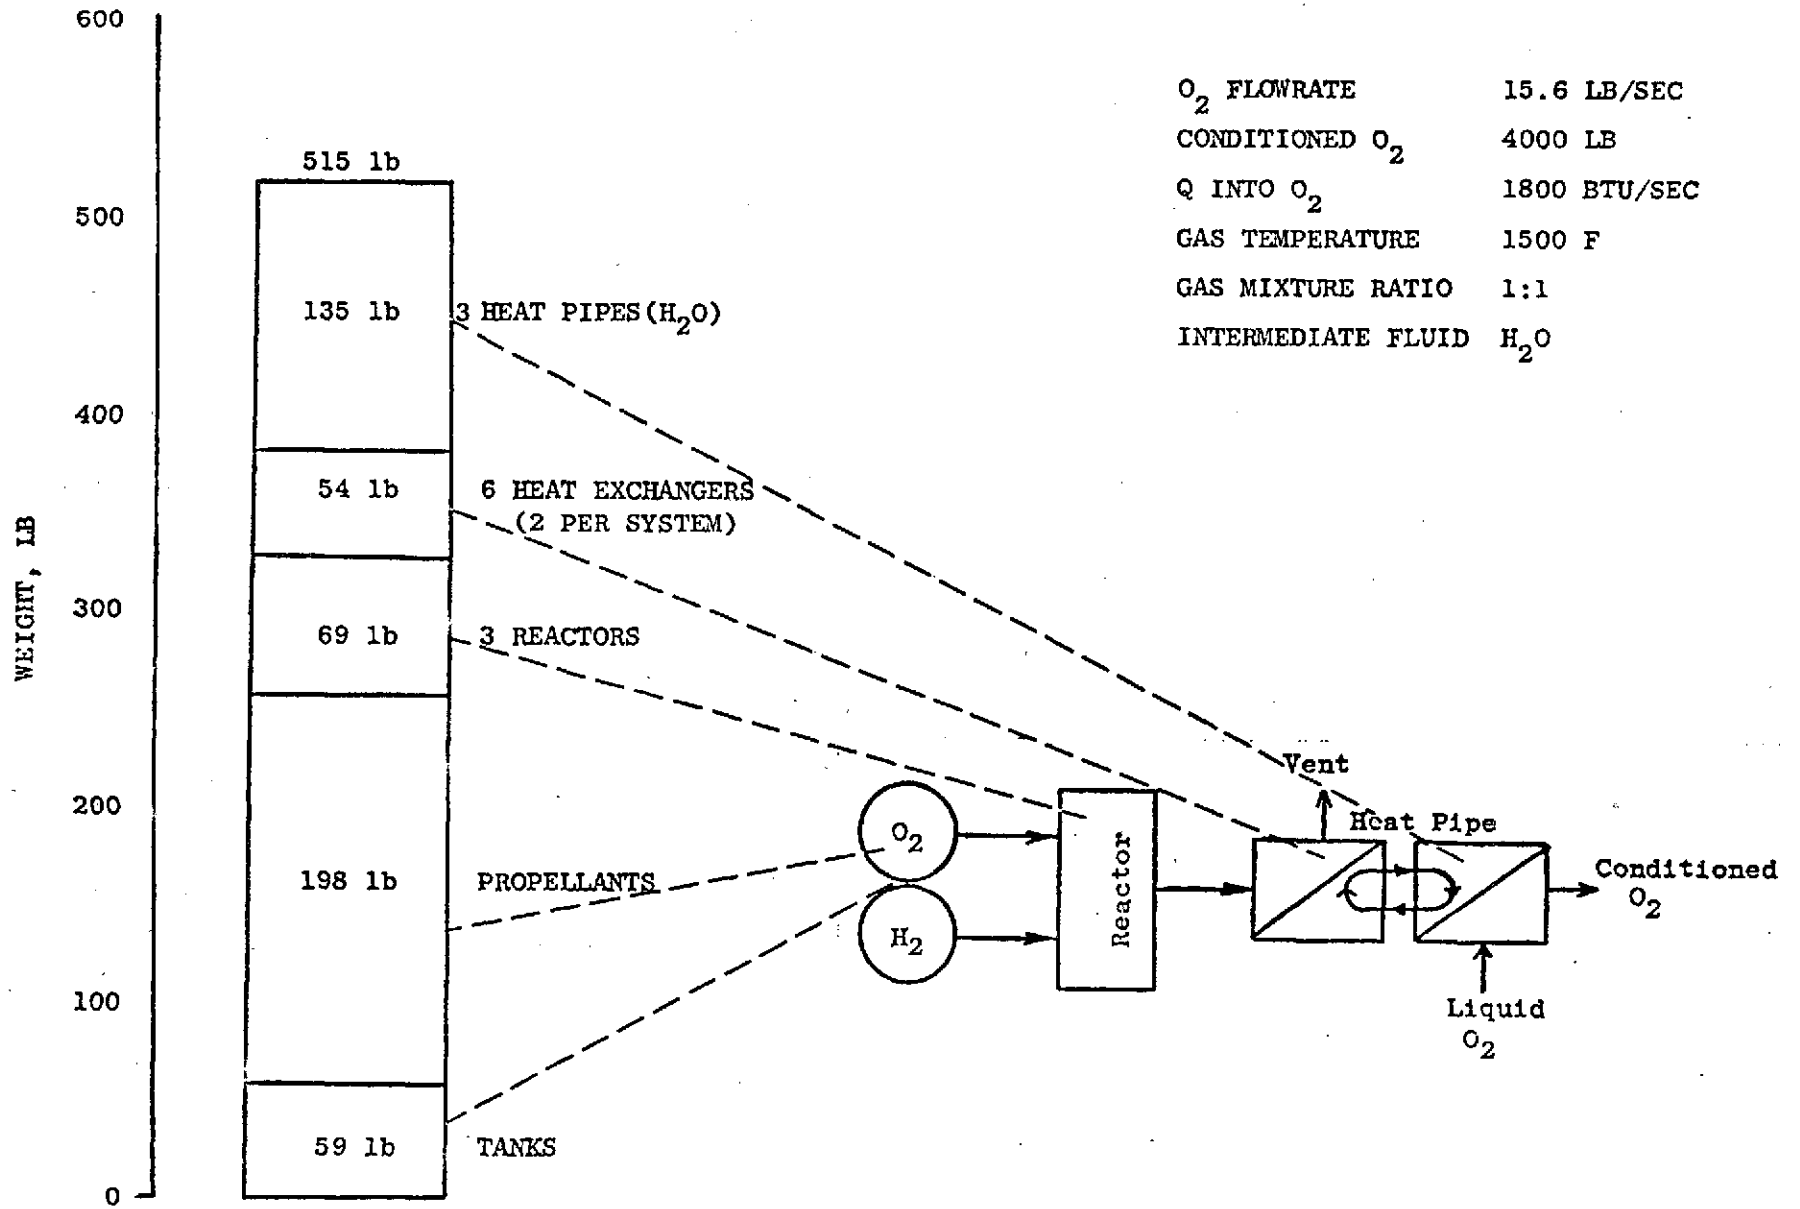 600
500
400
300
200
100
0
WEIGHT, LB
515 lb
135 lb
3 HEAT PIPES(H2O)
54 lb
6 HEAT EXCHANGERS
(2 PER SYSTEM)
69 lb
3 REACTORS
198 lb
PROPELLANTS
59 lb
TANKS
O2 FLOWRATE 15.6 LB/SEC
CONDITIONED O2 4000 LB
Q INTO O2 1800 BTU/SEC
GAS TEMPERATURE 1500 F
GAS MIXTURE RATIO 1:1
INTERMEDIATE FLUID H2O
O2
H2
Reactor
Vent
Heat Pipe
Conditioned
O2
Liquid
O2